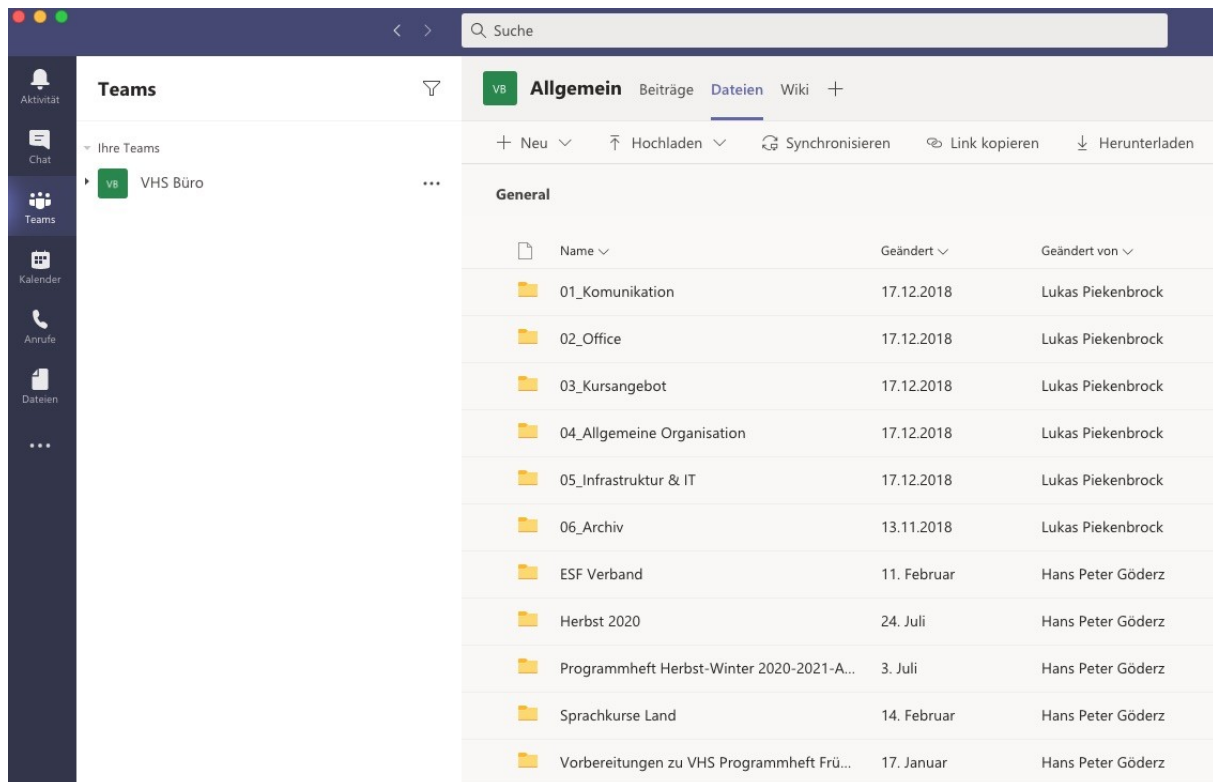 Suche
Aktivität
Chat
Teams
Kalender
Anrufe
Dateien
Teams
Ihre Teams
VB VHS Büro
VB Allgemein Beiträge Dateien Wiki
Neu Hochladen Synchronisieren Link kopieren Herunterladen
General
Name Geändert Geändert von
01_Komunikation 17.12.2018 Lukas Piekenbrock
02_Office 17.12.2018 Lukas Piekenbrock
03_Kursangebot 17.12.2018 Lukas Piekenbrock
04_Allgemeine Organisation 17.12.2018 Lukas Piekenbrock
05_Infrastruktur & IT 17.12.2018 Lukas Piekenbrock
06_Archiv 13.11.2018 Lukas Piekenbrock
ESF Verband 11. Februar Hans Peter Göderz
Herbst 2020 24. Juli Hans Peter Göderz
Programmheft Herbst-Winter 2020-2021-A... 3. Juli Hans Peter Göderz
Sprachkurse Land 14. Februar Hans Peter Göderz
Vorbereitungen zu VHS Programmheft Frü... 17. Januar Hans Peter Göderz